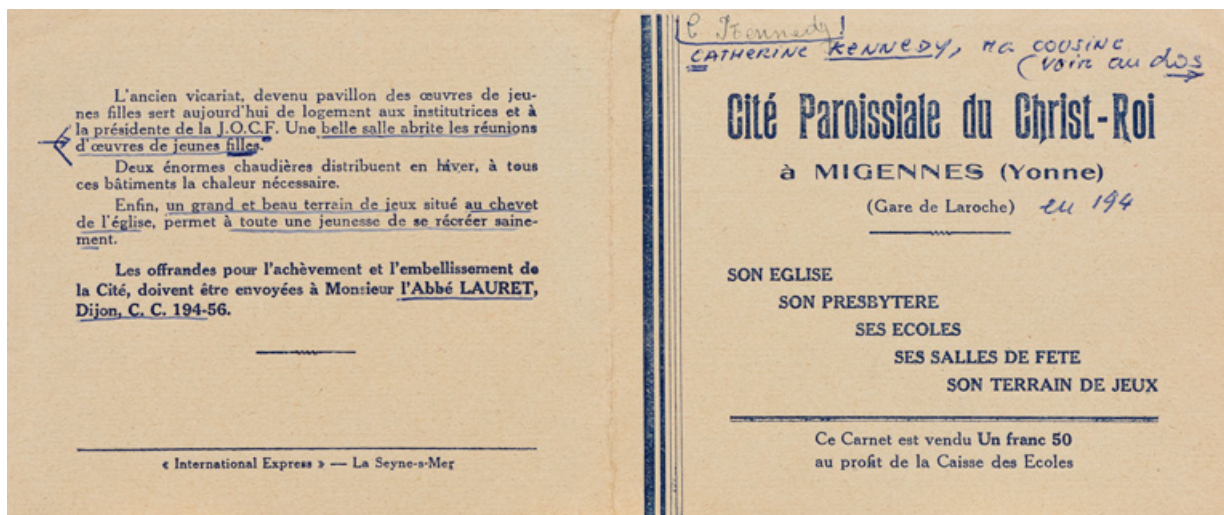 L'ancien vicariat, devenu pavillon des œuvres de jeu-
nes filles sert aujourd'hui de logement aux institutrices et à
la présidente de la J.O.C.F. Une belle salle abrite les réunions
d'œuvres de jeunes filles.
Deux énormes chaudières distribuent en hiver, à tous
ces bâtiments la chaleur nécessaire.
Enfin, un grand et beau terrain de jeux situé au chevet
de l'église, permet à toute une jeunesse de se récréer saine-
ment.
Les offrandes pour l'achèvement et l'embellissement de
la Cité, doivent être envoyées à Monsieur l'Abbé LAURET,
Dijon, C. C. 194-56.
« International Express » — La Seyne-s-Mer
C Kennedy
CATHERINE KENNEDY, MA COUSINE
(voir au dos
Cité Paroissiale du Christ-Roi
à MIGENNES (Yonne)
(Gare de Laroche) en 194
SON EGLISE
SON PRESBYTERE
SES ECOLES
SES SALLES DE FETE
SON TERRAIN DE JEUX
Ce Carnet est vendu Un franc 50
au profit de la Caisse des Ecoles